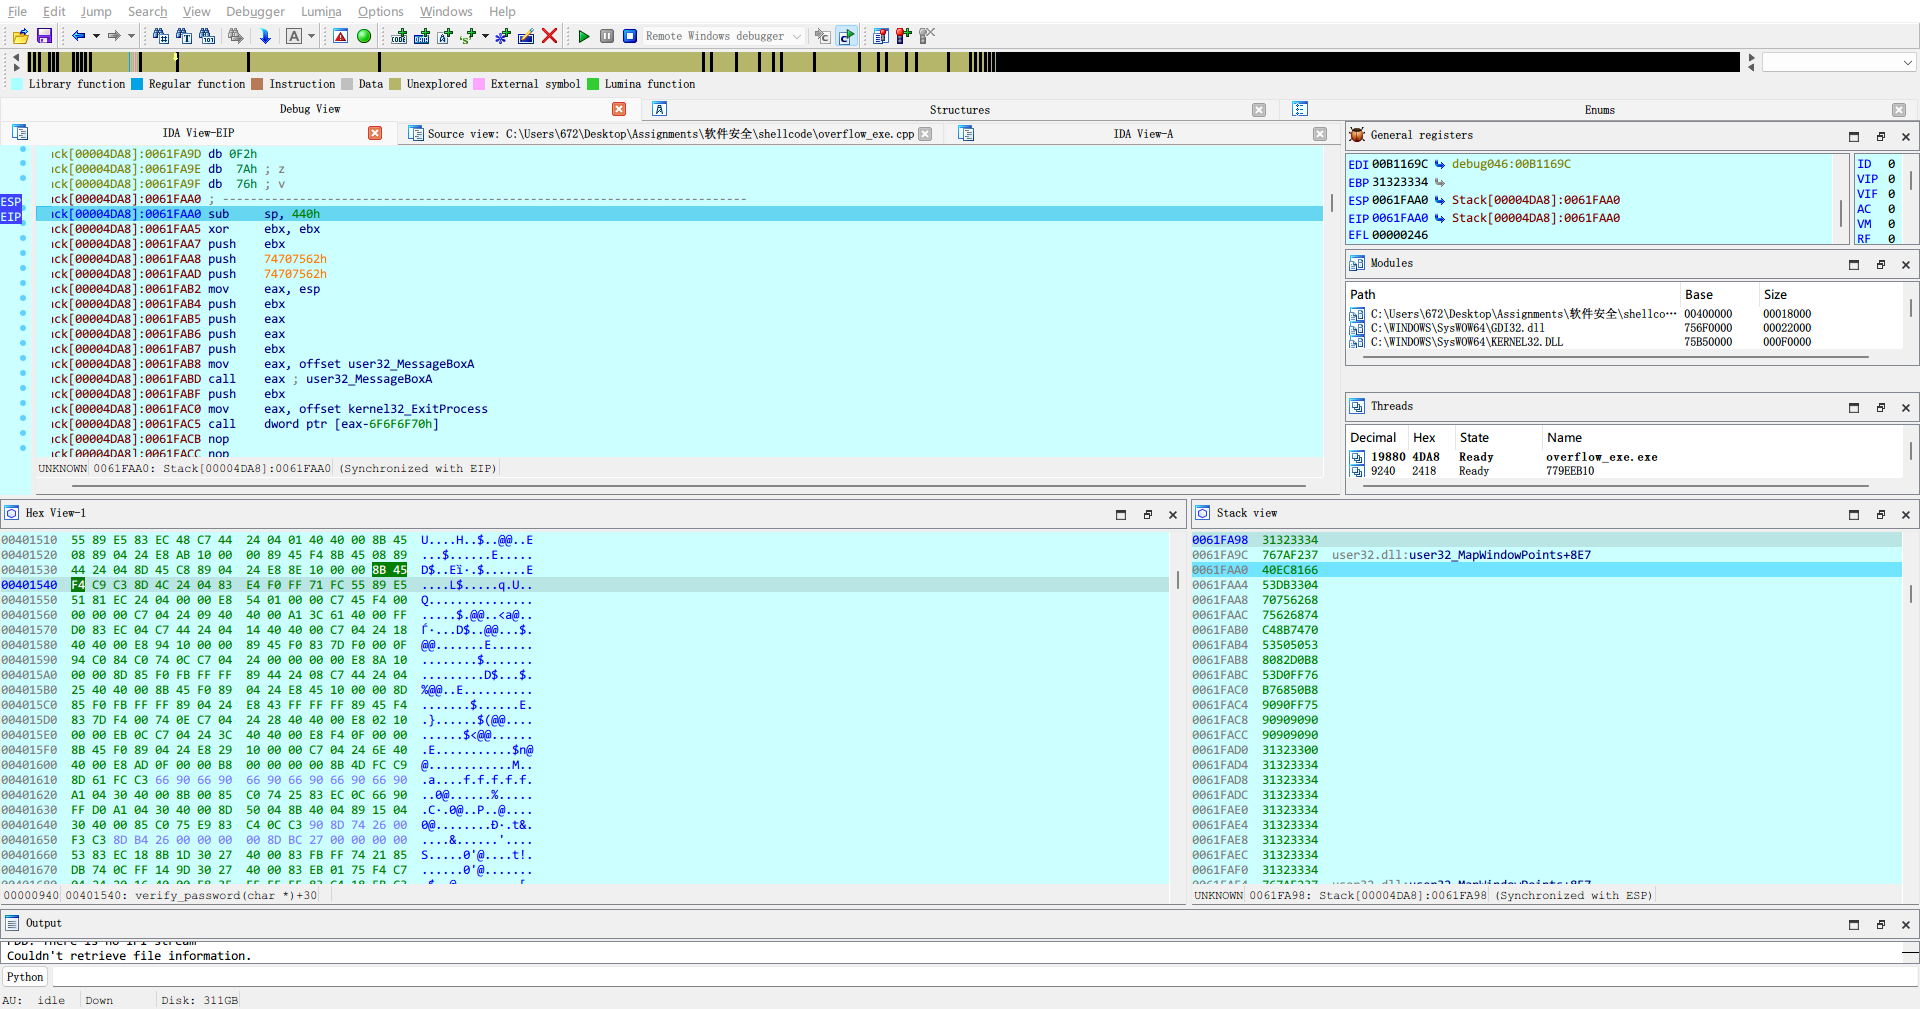 File Edit Jump Search View Debugger Lumina Options Windows Help
Remote Windows debugger
Library function Regular function Instruction Data Unexplored External symbol Lumina function
Debug View Structures Enums
IDA View-EIP Source view: C:\Users\672\Desktop\Assignments\软件安全\shellcode\overflow_exe.cpp IDA View-A
ick[00004DA8]:0061FA9D db 0F2h
ick[00004DA8]:0061FA9E db 7Ah ; z
ick[00004DA8]:0061FA9F db 76h ; v
ick[00004DA8]:0061FAA0 ; ---------------------------------------------------------------------------
ESP
EIP
ick[00004DA8]:0061FAA0 sub sp, 440h
ick[00004DA8]:0061FAA5 xor ebx, ebx
ick[00004DA8]:0061FAA7 push ebx
ick[00004DA8]:0061FAA8 push 74707562h
ick[00004DA8]:0061FAAD push 74707562h
ick[00004DA8]:0061FAB2 mov eax, esp
ick[00004DA8]:0061FAB4 push ebx
ick[00004DA8]:0061FAB5 push eax
ick[00004DA8]:0061FAB6 push eax
ick[00004DA8]:0061FAB7 push ebx
ick[00004DA8]:0061FAB8 mov eax, offset user32_MessageBoxA
ick[00004DA8]:0061FABD call eax ; user32_MessageBoxA
ick[00004DA8]:0061FABF push ebx
ick[00004DA8]:0061FAC0 mov eax, offset kernel32_ExitProcess
ick[00004DA8]:0061FAC5 call dword ptr [eax-6F6F6F70h]
ick[00004DA8]:0061FACB nop
ick[00004DA8]:0061FACC nop
UNKNOWN 0061FAA0: Stack[00004DA8]:0061FAA0 (Synchronized with EIP)
General registers
EDI 00B1169C debug046:00B1169C
EBP 31323334
ESP 0061FAA0 Stack[00004DA8]:0061FAA0
EIP 0061FAA0 Stack[00004DA8]:0061FAA0
EFL 00000246
ID 0
VIP 0
VIF 0
AC 0
VM 0
RF 0
Modules
Path Base Size
C:\Users\672\Desktop\Assignments\软件安全\shellco··· 00400000 00018000
C:\WINDOWS\SysWOW64\GDI32.dll 756F0000 00022000
C:\WINDOWS\SysWOW64\KERNEL32.DLL 75B50000 000F0000
Threads
Decimal Hex State Name
19880 4DA8 Ready overflow_exe.exe
9240 2418 Ready 779EEB10
Hex View-1
00401510 55 89 E5 83 EC 48 C7 44 24 04 01 40 40 00 8B 45 U....H..$..@@..E
00401520 08 89 04 24 E8 AB 10 00 00 89 45 F4 8B 45 08 89 ...$......E.....
00401530 44 24 04 8D 45 C8 89 04 24 E8 8E 10 00 00 8B 45 D$..Eï·.$......E
00401540 F4 C9 C3 8D 4C 24 04 83 E4 F0 FF 71 FC 55 89 E5 ....L$.....q.U..
00401550 51 81 EC 24 04 00 00 E8 54 01 00 00 C7 45 F4 00 Q...............
00401560 00 00 00 C7 04 24 09 40 40 00 A1 3C 61 40 00 FF .....$.@@..<a@..
00401570 D0 83 EC 04 C7 44 24 04 14 40 40 00 C7 04 24 18 ѓ·...D$..@@...$.
00401580 40 40 00 E8 94 10 00 00 89 45 F0 83 7D F0 00 0F @@.......E......
00401590 94 C0 84 C0 74 0C C7 04 24 00 00 00 00 E8 8A 10 ........$.......
004015A0 00 00 8D 85 F0 FB FF FF 89 44 24 08 C7 44 24 04 .........D$...$.
004015B0 25 40 40 00 8B 45 F0 89 04 24 E8 45 10 00 00 8D %@@..E..........
004015C0 85 F0 FB FF FF 89 04 24 E8 43 FF FF FF 89 45 F4 .......$......E.
004015D0 83 7D F4 00 74 0E C7 04 24 28 40 40 00 E8 02 10 .}......$(@@....
004015E0 00 00 EB 0C C7 04 24 3C 40 40 00 E8 F4 0F 00 00 ......$<@@......
004015F0 8B 45 F0 89 04 24 E8 29 10 00 00 C7 04 24 6E 40 .E...........$n@
00401600 40 00 E8 AD 0F 00 00 B8 00 00 00 00 8B 4D FC C9 @............M..
00401610 8D 61 FC C3 66 90 66 90 66 90 66 90 66 90 66 90 .a....f.f.f.f.f.
00401620 A1 04 30 40 00 8B 00 85 C0 74 25 83 EC 0C 66 90 ..0@......%.....
00401630 FF D0 A1 04 30 40 00 8D 50 04 8B 40 04 89 15 04 .C·.0@..P..@....
00401640 30 40 00 85 C0 75 E9 83 C4 0C C3 90 8D 74 26 00 0@........Ð·.t&.
00401650 F3 C3 8D B4 26 00 00 00 00 8D BC 27 00 00 00 00 ....&......'....
00401660 53 83 EC 18 8B 1D 30 27 40 00 83 FB FF 74 21 85 S.....0'@....t!.
00401670 DB 74 0C FF 14 9D 30 27 40 00 83 EB 01 75 F4 C7 ......0'@.......
00000940 00401540: verify_password(char *)+30
Stack view
0061FA98 31323334
0061FA9C 767AF237 user32.dll:user32_MapWindowPoints+8E7
0061FAA0 40EC8166
0061FAA4 53DB3304
0061FAA8 70756268
0061FAAC 75626874
0061FAB0 C48B7470
0061FAB4 53505053
0061FAB8 8082D0B8
0061FABC 53D0FF76
0061FAC0 B76850B8
0061FAC4 9090FF75
0061FAC8 90909090
0061FACC 90909090
0061FAD0 31323300
0061FAD4 31323334
0061FAD8 31323334
0061FADC 31323334
0061FAE0 31323334
0061FAE4 31323334
0061FAE8 31323334
0061FAEC 31323334
0061FAF0 31323334
0061FAF4 767AF237 user32.dll:user32_MapWindowPoints+8E7
UNKNOWN 0061FA98: Stack[00004DA8]:0061FA98 (Synchronized with ESP)
Output
Couldn't retrieve file information.
Python
AU: idle Down Disk: 311GB